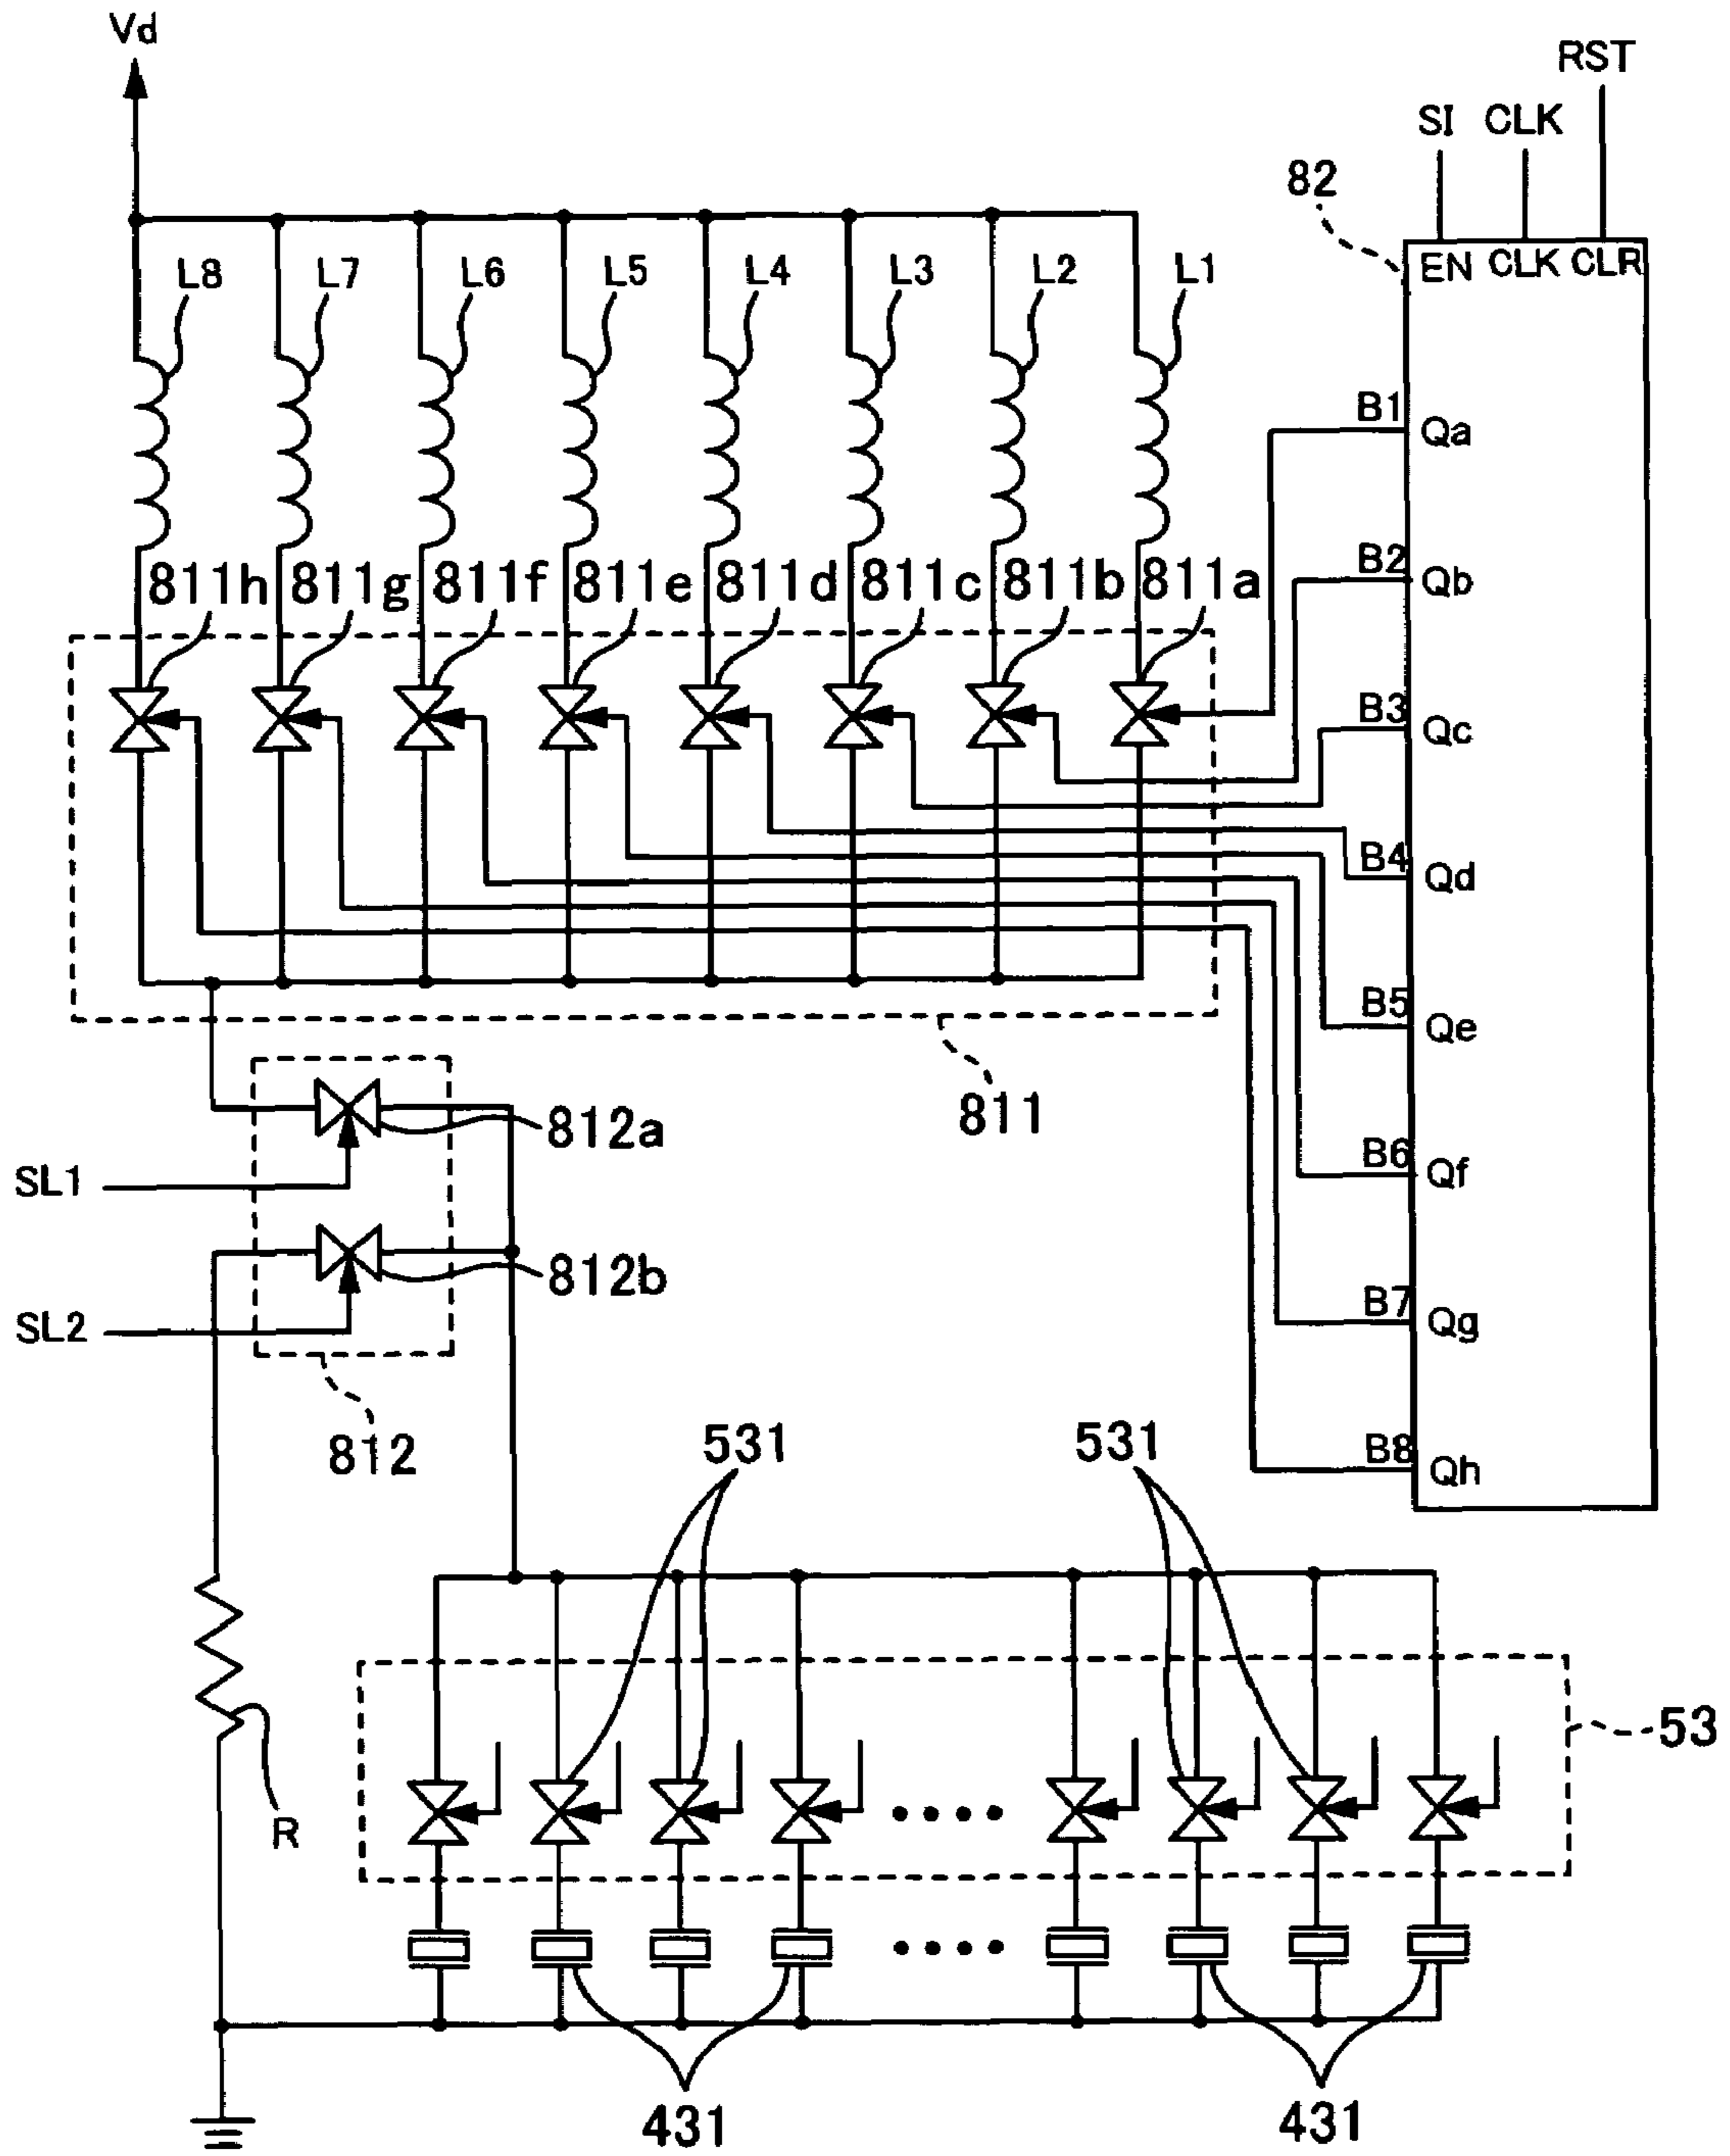 Vd
RST
SI CLK
82
EN CLK CLR
L8 L7 L6 L5 L4 L3 L2 L1
B1
Qa
811h 811g 811f 811e 811d 811c 811b 811a
B2
Qb
B3
Qc
B4
Qd
B5
Qe
811
812a
SL1
B6
Qf
812b
SL2
B7
Qg
812
531 531
B8
Qh
53
R
431 431